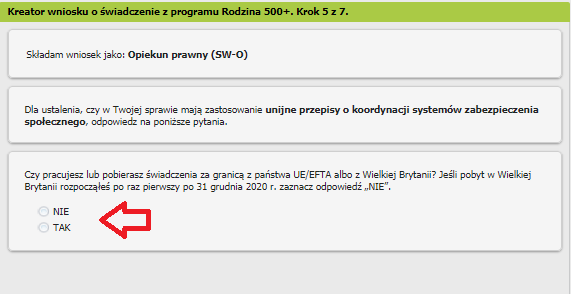 Kreator wniosku o świadczenie z programu Rodzina 500+. Krok 5 z 7.
Składam wniosek jako: Opiekun prawny (SW-O)
Dla ustalenia, czy w Twojej sprawie mają zastosowanie unijne przepisy o koordynacji systemów zabezpieczenia
społecznego, odpowiedz na poniższe pytania.
Czy pracujesz lub pobierasz świadczenia za granicą z państwa UE/EFTA albo z Wielkiej Brytanii? Jeśli pobyt w Wielkiej
Brytanii rozpocząłeś po raz pierwszy po 31 grudnia 2020 r. zaznacz odpowiedź „NIE”.
NIE
TAK